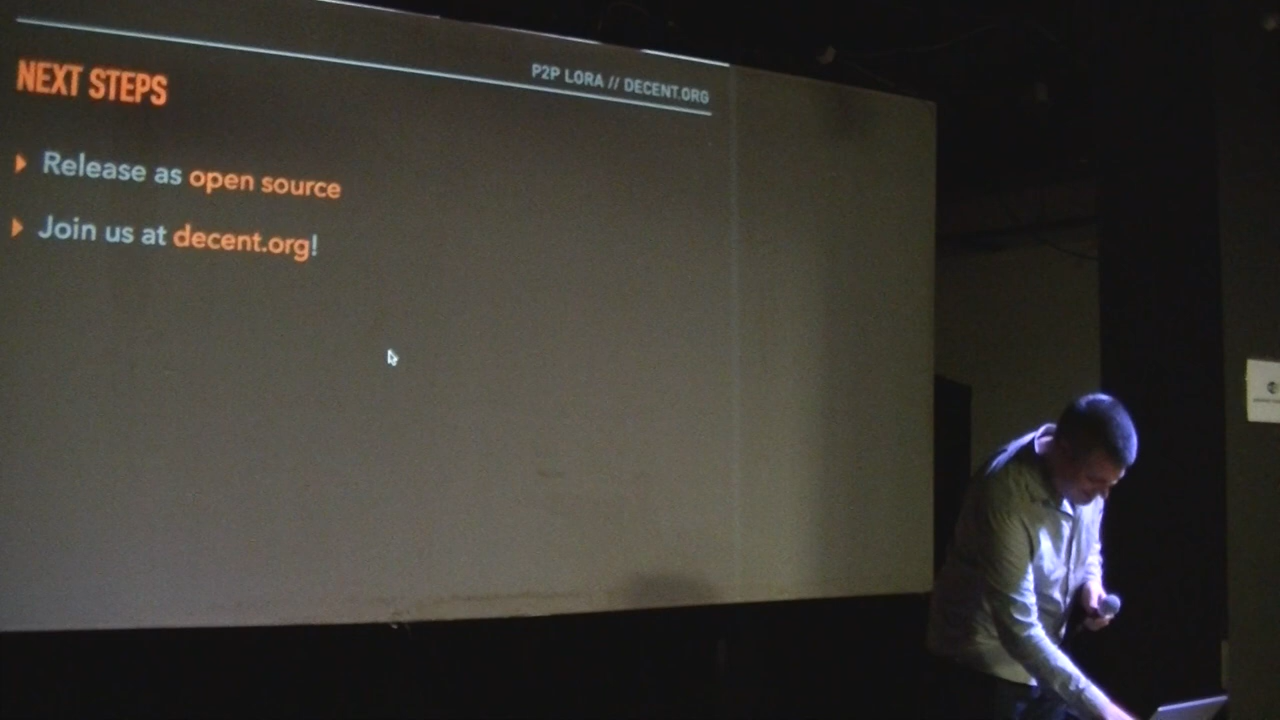 P2P LORA // DECENT.ORG
NEXT STEPS
Release as open source
Join us at decent.org!